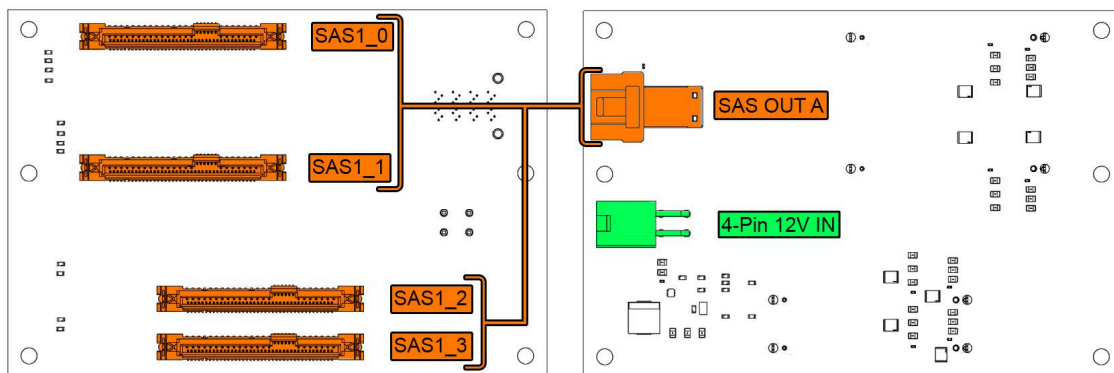 SAS1_0
SAS OUT A
SAS1_1
4-Pin 12V IN
SAS1_2
SAS1_3